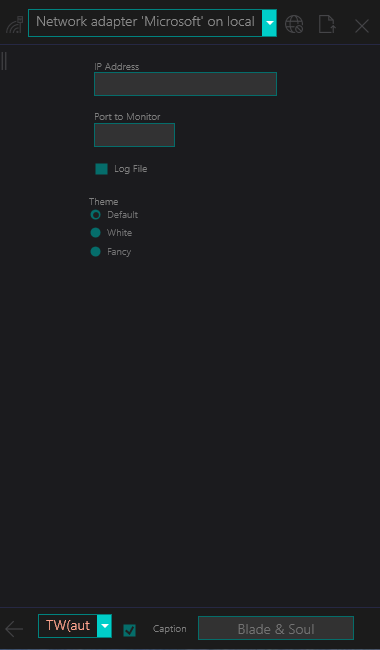 Network adapter 'Microsoft' on local
IP Address
Port to Monitor
Log File
Theme
Default
White
Fancy
TW(aut
Caption
Blade & Soul